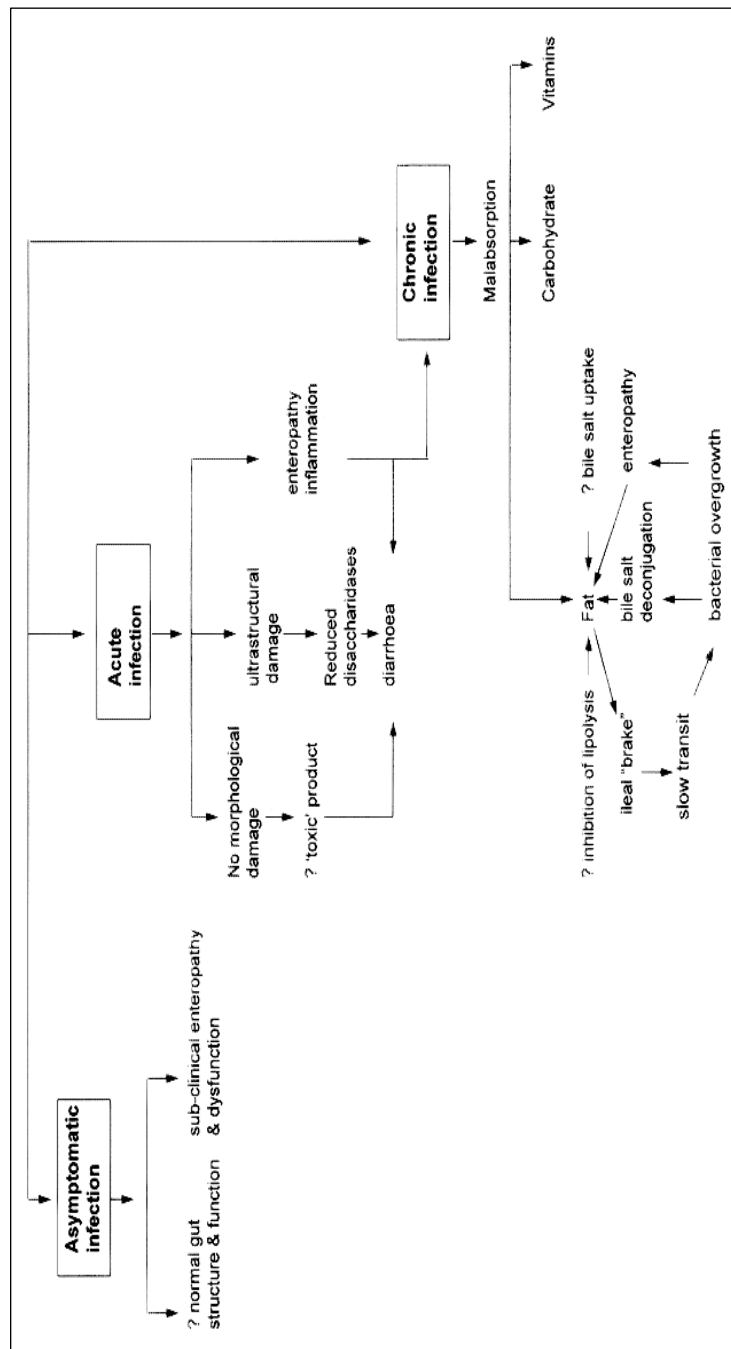 Asymptomatic
infection
? normal gut
structure & function
sub-clinical enteropathy
& dysfunction
Acute
infection
No morphological
damage
? 'toxic' product
ultrastructural
damage
Reduced
disaccharidases
diarrhoea
enteropathy
inflammation
Chronic
infection
Malabsorption
Carbohydrate
Vitamins
? inhibition of lipolysis
Fat
? bile salt uptake
ileal "brake"
bile salt
deconjugation
enteropathy
slow transit
bacterial overgrowth